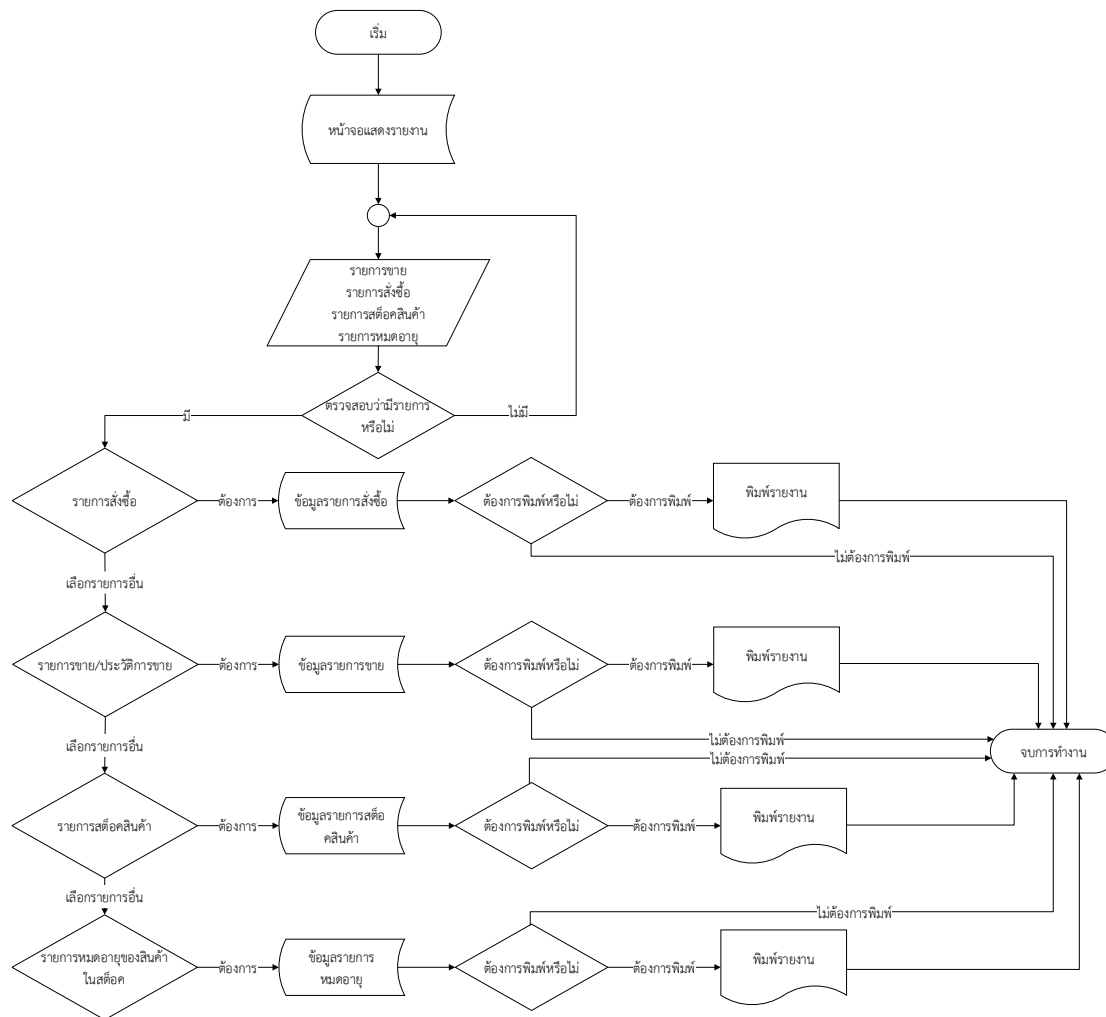 เริ่ม
หน้าจอแสดงรายงาน
รายการขาย
รายการสั่งซื้อ
รายการสต็อคสินค้า
รายการหมดอายุ
ตรวจสอบว่ามีรายการ
หรือไม่
มี
ไม่มี
รายการสั่งซื้อ
ต้องการ
ข้อมูลรายการสั่งซื้อ
ต้องการพิมพ์หรือไม่
ต้องการพิมพ์
พิมพ์รายงาน
ไม่ต้องการพิมพ์
เลือกรายการอื่น
รายการขาย/ประวัติการขาย
ต้องการ
ข้อมูลรายการขาย
ต้องการพิมพ์หรือไม่
ต้องการพิมพ์
พิมพ์รายงาน
ไม่ต้องการพิมพ์
เลือกรายการอื่น
จบการทำงาน
ไม่ต้องการพิมพ์
รายการสต็อคสินค้า
ต้องการ
ข้อมูลรายการสต็อ
คสินค้า
ต้องการพิมพ์หรือไม่
ต้องการพิมพ์
พิมพ์รายงาน
เลือกรายการอื่น
ไม่ต้องการพิมพ์
รายการหมดอายุของสินค้า
ในสต็อค
ต้องการ
ข้อมูลรายการ
หมดอายุ
ต้องการพิมพ์หรือไม่
ต้องการพิมพ์
พิมพ์รายงาน